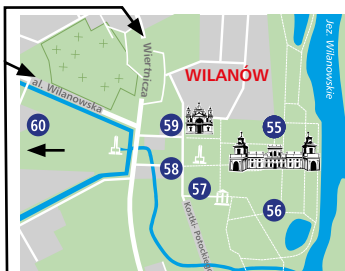 Wiertnicza
Jez. Wilanowskie
WILANÓW
al. Wilanowska
60
59
55
58
57
56
Kostki-Potockiego